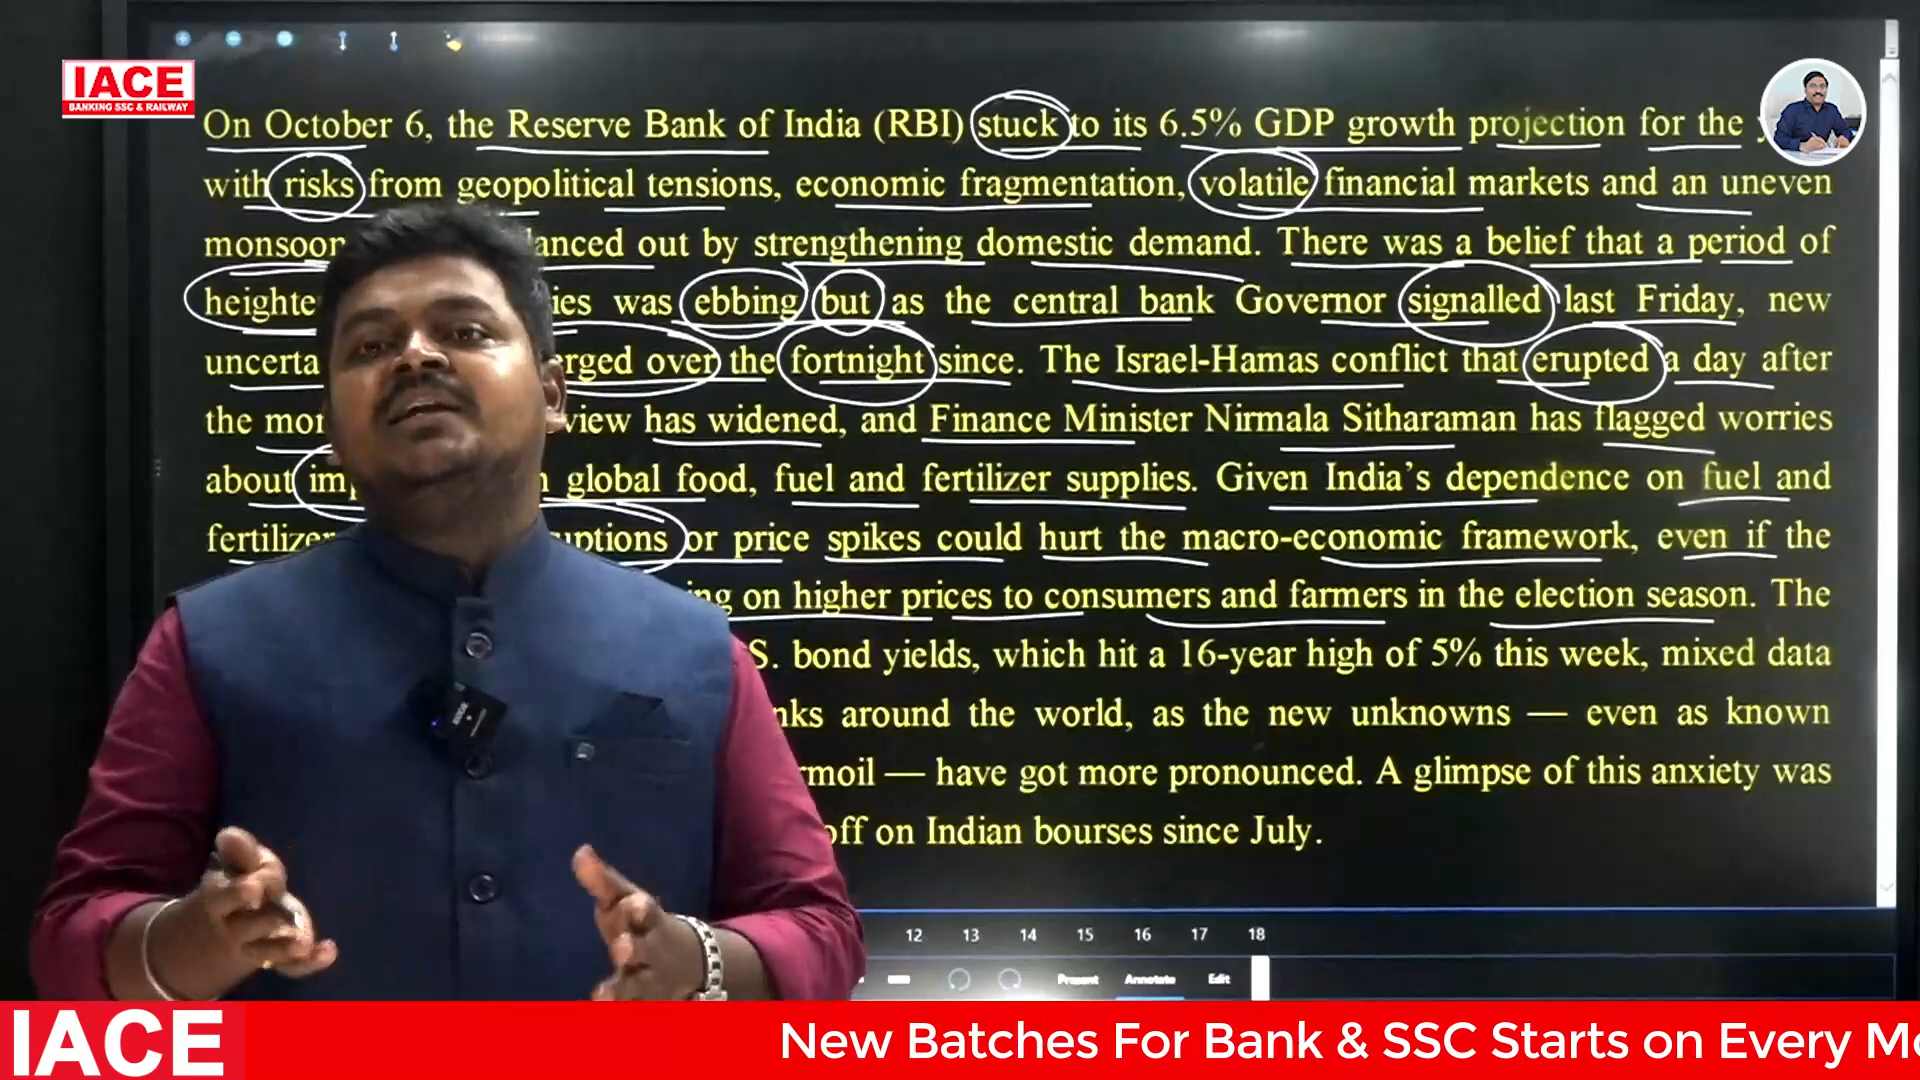 IACE
BANKING SSC & RAILWAY
On October 6, the Reserve Bank of India (RBI) stuck to its 6.5% GDP growth projection for the
with risks from geopolitical tensions, economic fragmentation, volatile financial markets and an uneven
monsoon anced out by strengthening domestic demand. There was a belief that a period of
heighte ies was ebbing but as the central bank Governor signalled last Friday, new
uncerta rged over the fortnight since. The Israel-Hamas conflict that erupted a day after
the mon view has widened, and Finance Minister Nirmala Sitharaman has flagged worries
about imp n global food, fuel and fertilizer supplies. Given India's dependence on fuel and
fertilizer uptions or price spikes could hurt the macro-economic framework, even if the
ng on higher prices to consumers and farmers in the election season. The
S. bond yields, which hit a 16-year high of 5% this week, mixed data
nks around the world, as the new unknowns — even as known
rmoil — have got more pronounced. A glimpse of this anxiety was
off on Indian bourses since July.
12 13 14 15 16 17 18
Present Annotate Edit
IACE New Batches For Bank & SSC Starts on Every Mo